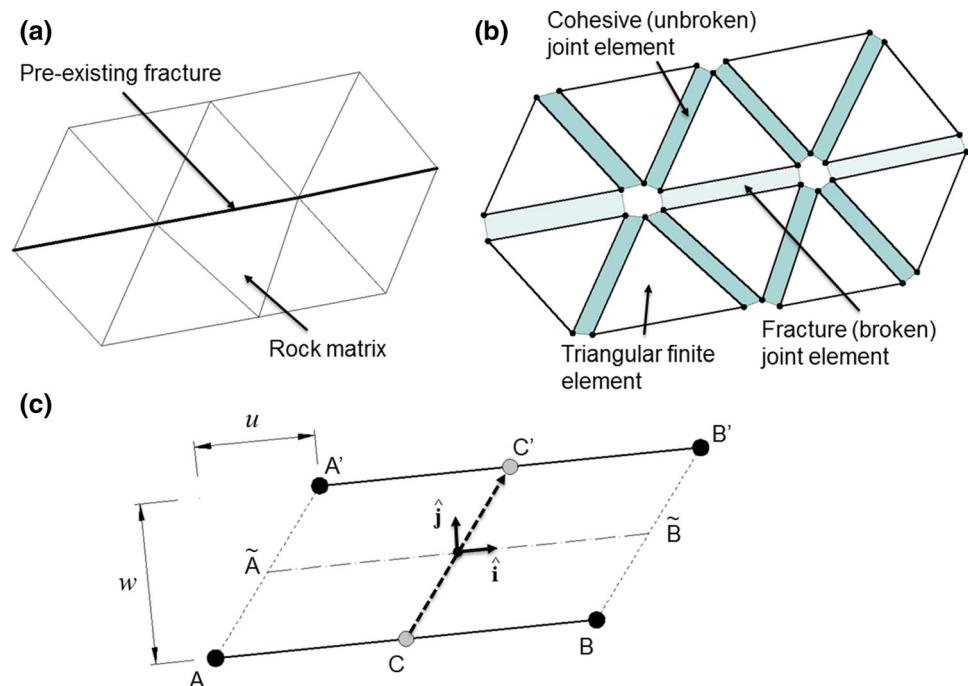 (a)
Pre-existing fracture
Rock matrix
(b)
Cohesive (unbroken)
joint element
Triangular finite
element
Fracture (broken)
joint element
(c)
u
w
A'
C'
B'
Ã
ĵ
î
B̃
A
C
B